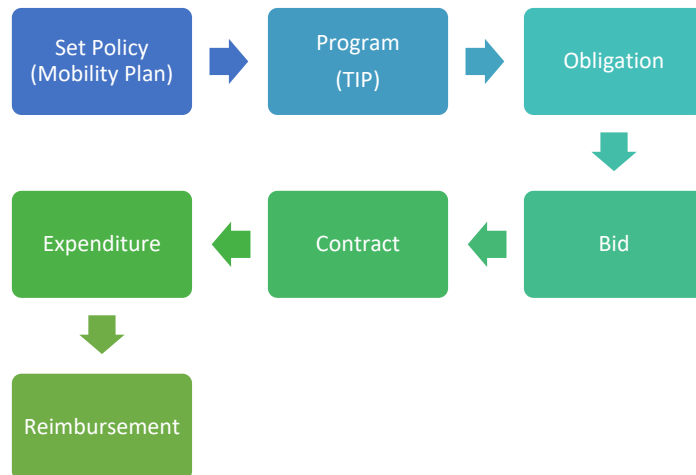 Set Policy
(Mobility Plan)
Program
(TIP)
Obligation
Bid
Contract
Expenditure
Reimbursement